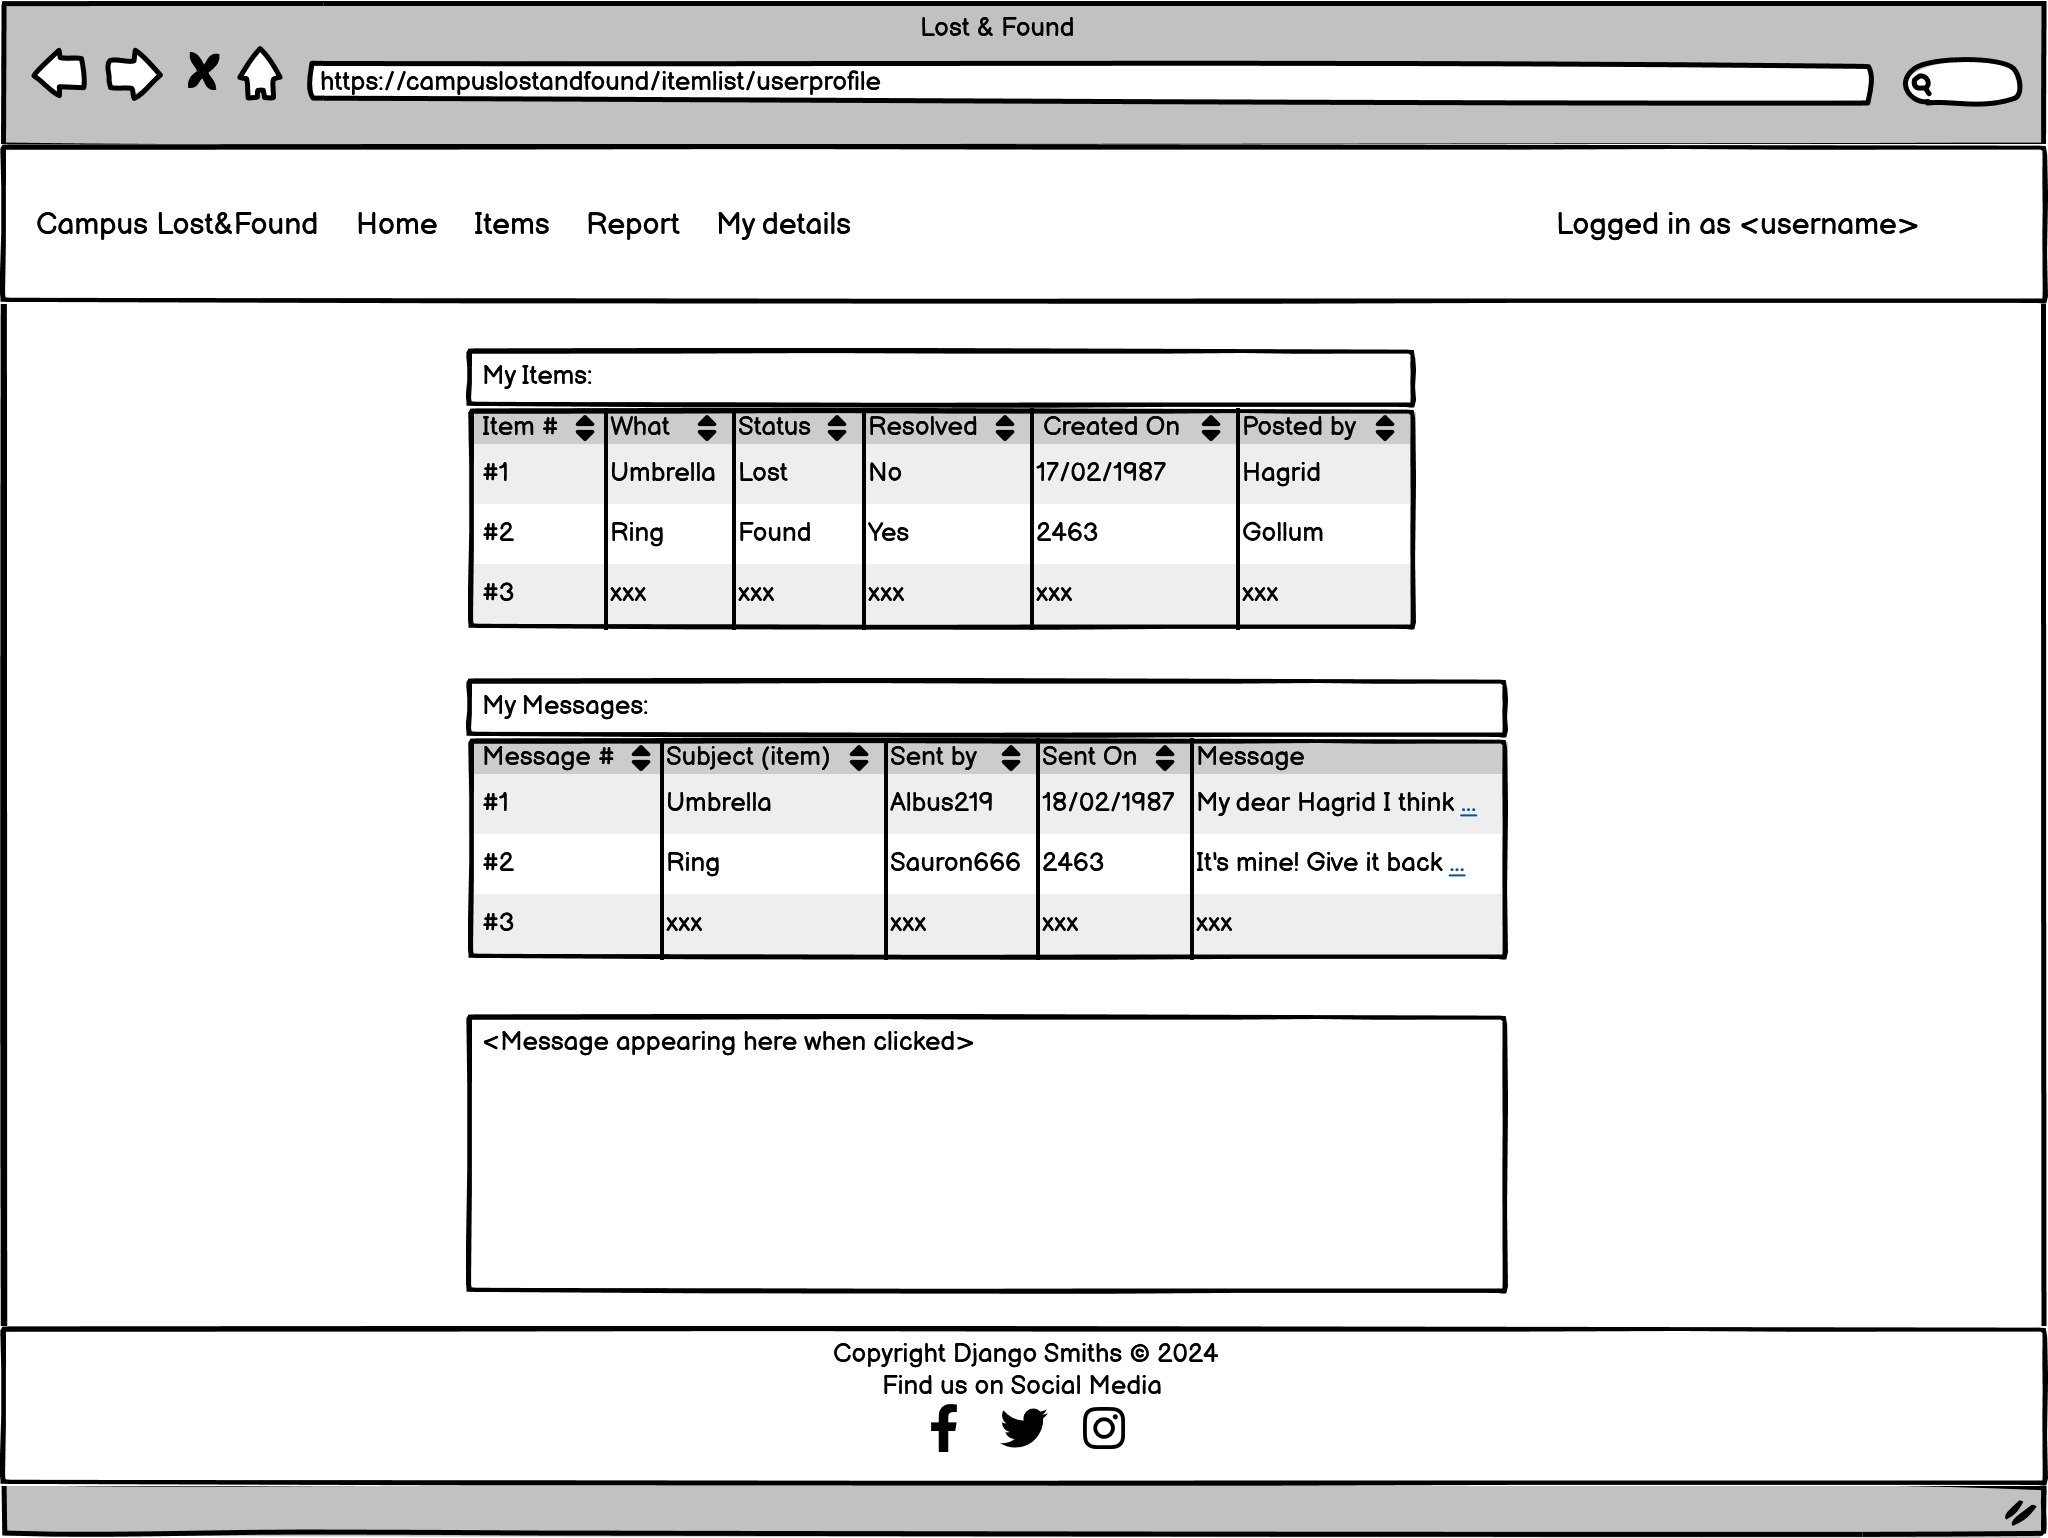 Lost & Found
https://campuslostandfound/itemlist/userprofile
Campus Lost&Found Home Items Report My details Logged in as <username>
My Items:
Item # What Status Resolved Created On Posted by
#1 Umbrella Lost No 17/02/1987 Hagrid
#2 Ring Found Yes 2463 Gollum
#3 xxx xxx xxx xxx xxx
My Messages:
Message # Subject (item) Sent by Sent On Message
#1 Umbrella Albus219 18/02/1987 My dear Hagrid I think ...
#2 Ring Sauron666 2463 It's mine! Give it back ...
#3 xxx xxx xxx xxx
<Message appearing here when clicked>
Copyright Django Smiths © 2024
Find us on Social Media